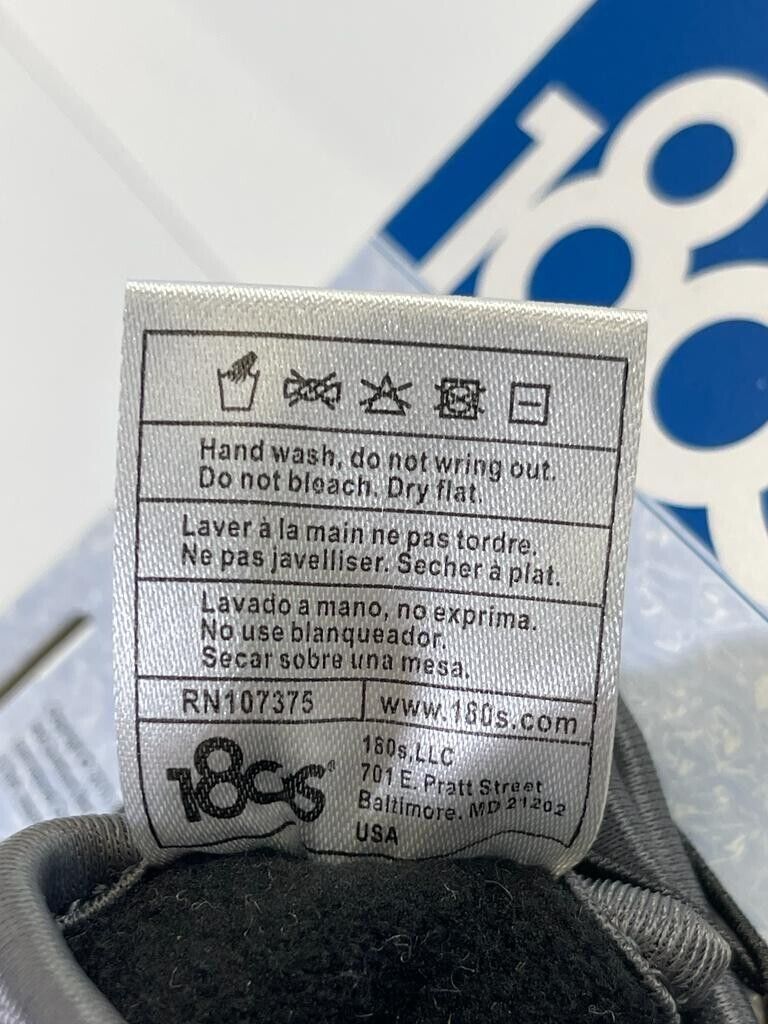 180s
Hand wash, do not wring out.
Do not bleach. Dry flat.
Laver à la main ne pas tordre.
Ne pas javelliser. Secher à plat.
Lavado a mano, no exprima.
No use blanqueador.
Secar sobre una mesa.
RN107375
www.180s.com
180s
180s,LLC
701 E. Pratt Street
Baltimore, MD 21202
USA